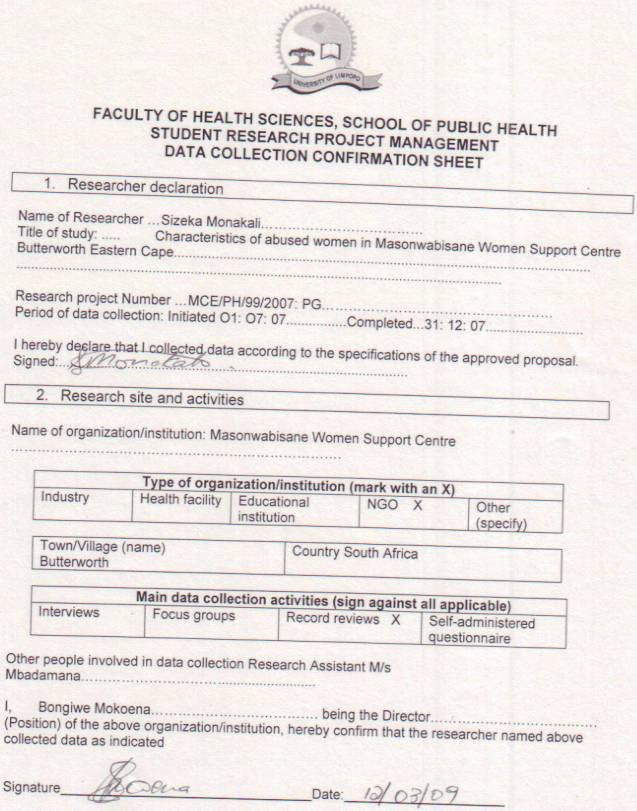 UNIVERSITY OF LIMPOPO
FACULTY OF HEALTH SCIENCES, SCHOOL OF PUBLIC HEALTH
STUDENT RESEARCH PROJECT MANAGEMENT
DATA COLLECTION CONFIRMATION SHEET
1. Researcher declaration
Name of Researcher ...Sizeka Monakali..............................
Title of study: ..... Characteristics of abused women in Masonwabisane Women Support Centre
Butterworth Eastern Cape..............................
Research project Number ...MCE/PH/99/2007: PG..............................
Period of data collection: Initiated O1: O7: 07................Completed...31: 12: 07..............................
I hereby declare that I collected data according to the specifications of the approved proposal.
Signed:..............................
2. Research site and activities
Name of organization/institution: Masonwabisane Women Support Centre
Type of organization/institution (mark with an X)
Industry Health facility Educational institution NGO X Other (specify)
Town/Village (name) Butterworth Country South Africa
Main data collection activities (sign against all applicable)
Interviews Focus groups Record reviews X Self-administered questionnaire
Other people involved in data collection Research Assistant M/s
Mbadamana..............................
I, Bongiwe Mokoena.............................. being the Director..............................
(Position) of the above organization/institution, hereby confirm that the researcher named above
collected data as indicated
Signature Date: 12/03/09